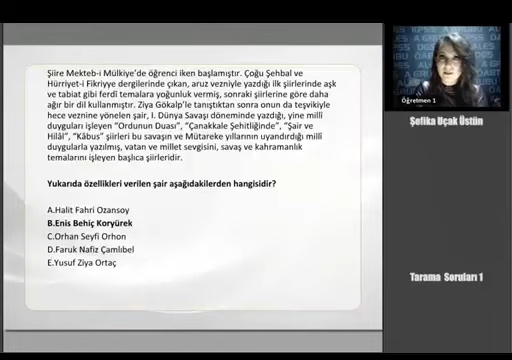 Şiire Mekteb-i Mülkiye'de öğrenci iken başlamıştır. Çoğu Şehbal ve
Hürriyet-i Fikriyye dergilerinde çıkan, aruz vezniyle yazdığı ilk şiirlerinde aşk
ve tabiat gibi ferdî temalara yoğunluk vermiş, sonraki şiirlerine göre daha
ağır bir dil kullanmıştır. Ziya Gökalp'le tanıştıktan sonra onun da teşvikiyle
hece veznine yönelen şair, I. Dünya Savaşı döneminde yazdığı, yine millî
duyguları işleyen "Ordunun Duası", "Çanakkale Şehitliğinde", "Şair ve
Hilâl", "Kâbus" şiirleri bu savaşın ve Mütareke yıllarının uyandırdığı millî
duygularla yazılmış, vatan ve millet sevgisini, savaş ve kahramanlık
temalarını işleyen başlıca şiirleridir.
Yukarıda özellikleri verilen şair aşağıdakilerden hangisidir?
A.Halit Fahri Ozansoy
B.Enis Behiç Koryürek
C.Orhan Seyfi Orhon
D.Faruk Nafiz Çamlıbel
E.Yusuf Ziya Ortaç
Öğretmen 1
Şefika Uçak Üstün
Tarama Soruları 1